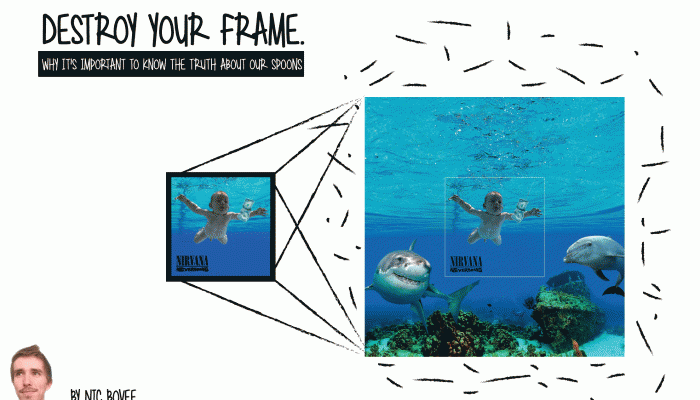 DESTROY YOUR FRAME.
WHY IT'S IMPORTANT TO KNOW THE TRUTH ABOUT OUR SPOONS
NIRVANA
NEVERMIND
NIRVANA
NEVERMIND
BY NIC BOVEE